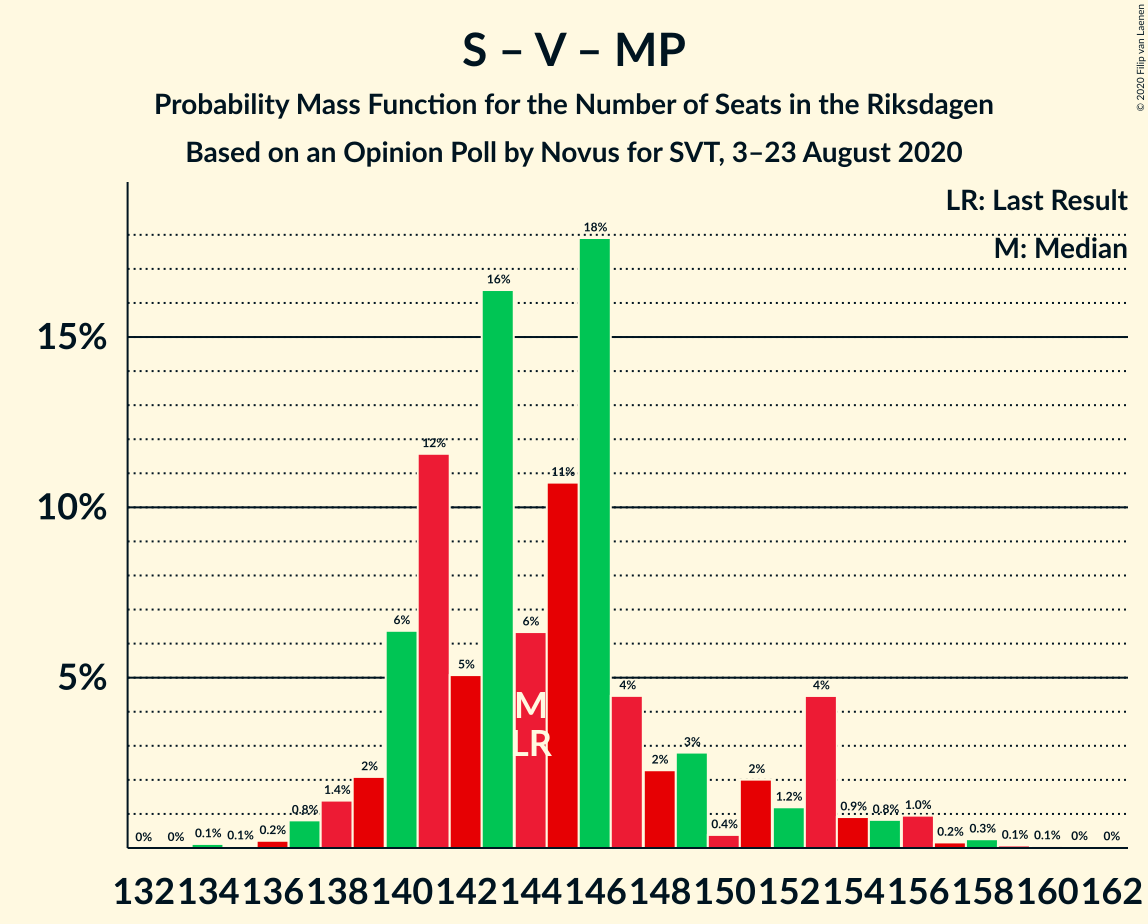 S – V – MP
Probability Mass Function for the Number of Seats in the Riksdagen
Based on an Opinion Poll by Novus for SVT, 3–23 August 2020
© 2020 Filip van Laenen
LR: Last Result
M: Median
15%
10%
5%
0% 0% 0.1% 0.1% 0.2% 0.8% 1.4% 2% 6% 12% 5% 16% 6% 11% 18% 4% 2% 3% 0.4% 2% 1.2% 4% 0.9% 0.8% 1.0% 0.2% 0.3% 0.1% 0.1% 0% 0%
M
LR
132 134 136 138 140 142 144 146 148 150 152 154 156 158 160 162